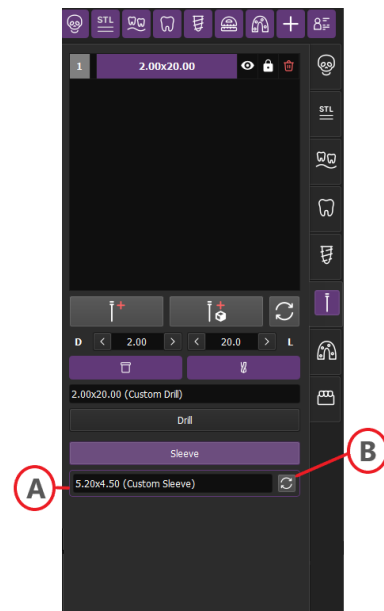 STL
1 2.00x20.00
STL
D < 2.00 > < 20.0 > L
2.00x20.00 (Custom Drill)
Drill
Sleeve
A 5.20x4.50 (Custom Sleeve) B